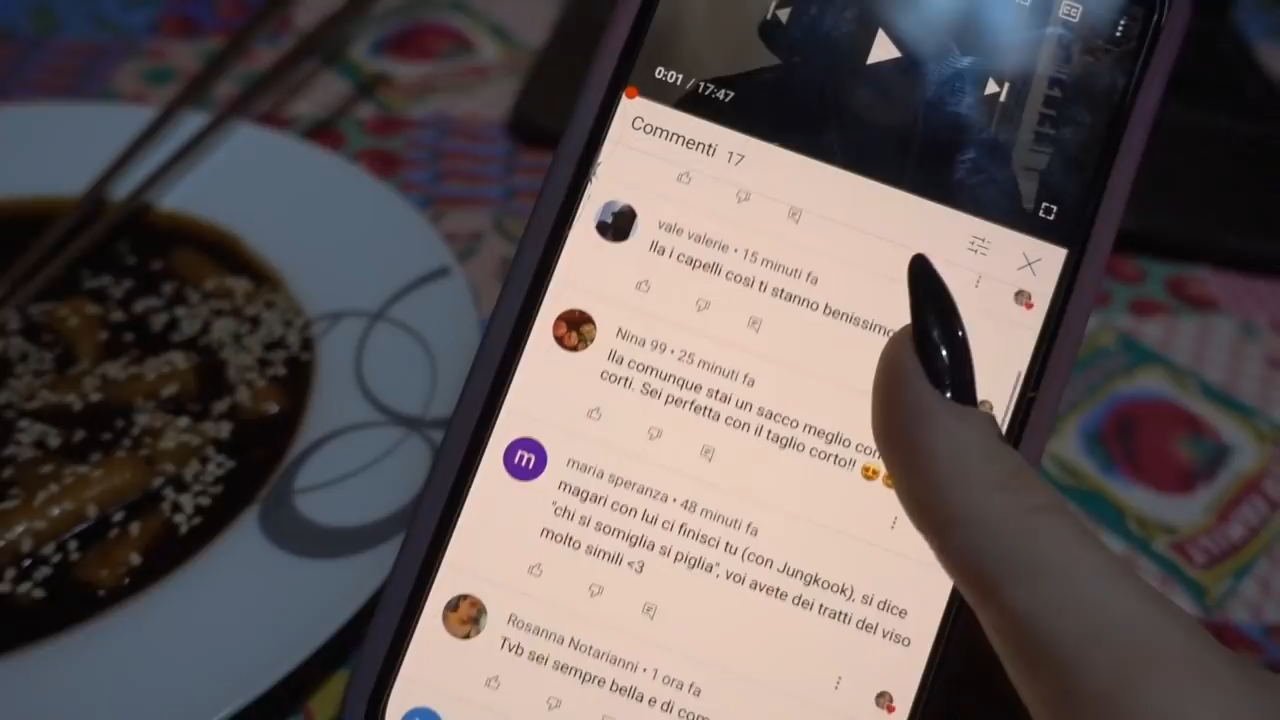 CC
0:01 / 17:47
Commenti 17
vale valerie • 15 minuti fa
Ila i capelli così ti stanno benissimo
Nina 99 • 25 minuti fa
Ila comunque stai un sacco meglio con
corti. Sei perfetta con il taglio corto!! 😍
m
maria speranza • 48 minuti fa
magari con lui ci finisci tu (con Jungkook), si dice
"chi si somiglia si piglia", voi avete dei tratti del viso
molto simili <3
Rosanna Notarianni • 1 ora fa
Tvb sei sempre bella e di